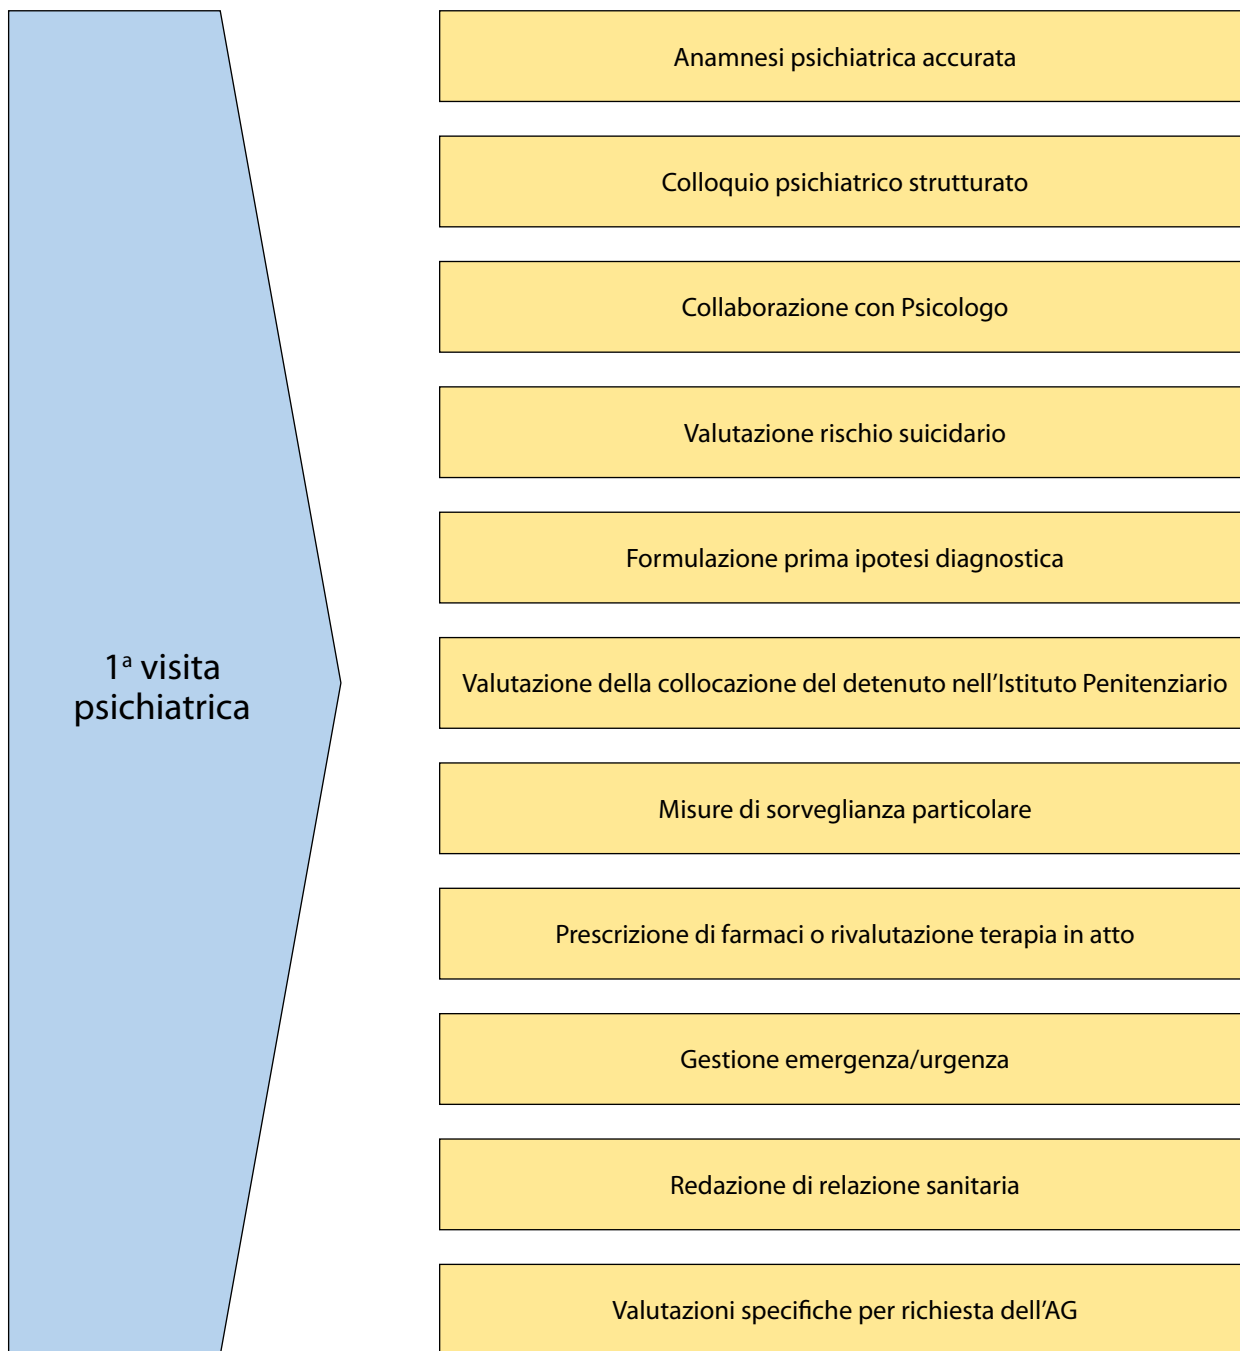 Anamnesi psichiatrica accurata
Colloquio psichiatrico strutturato
Collaborazione con Psicologo
Valutazione rischio suicidario
Formulazione prima ipotesi diagnostica
1ª visita
psichiatrica
Valutazione della collocazione del detenuto nell’Istituto Penitenziario
Misure di sorveglianza particolare
Prescrizione di farmaci o rivalutazione terapia in atto
Gestione emergenza/urgenza
Redazione di relazione sanitaria
Valutazioni specifiche per richiesta dell’AG